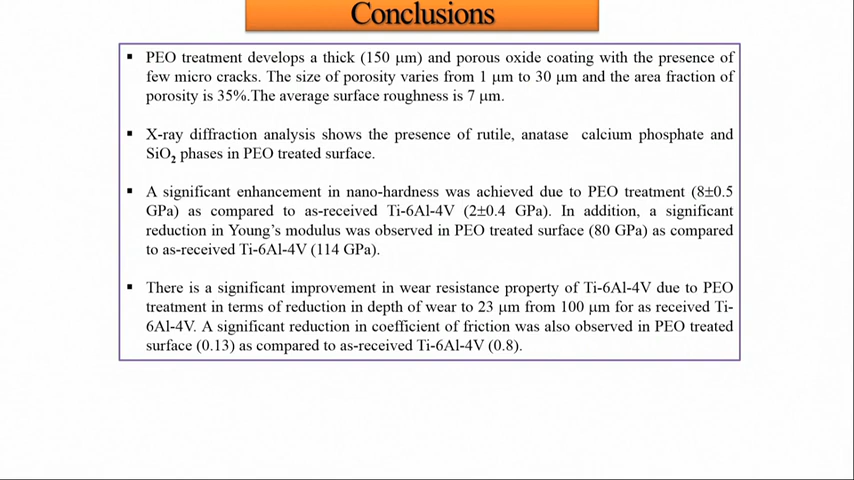 Conclusions
▪ PEO treatment develops a thick (150 µm) and porous oxide coating with the presence of
few micro cracks. The size of porosity varies from 1 µm to 30 µm and the area fraction of
porosity is 35%.The average surface roughness is 7 µm.
▪ X-ray diffraction analysis shows the presence of rutile, anatase calcium phosphate and
SiO₂ phases in PEO treated surface.
▪ A significant enhancement in nano-hardness was achieved due to PEO treatment (8±0.5
GPa) as compared to as-received Ti-6Al-4V (2±0.4 GPa). In addition, a significant
reduction in Young’s modulus was observed in PEO treated surface (80 GPa) as compared
to as-received Ti-6Al-4V (114 GPa).
▪ There is a significant improvement in wear resistance property of Ti-6Al-4V due to PEO
treatment in terms of reduction in depth of wear to 23 µm from 100 µm for as received Ti-
6Al-4V. A significant reduction in coefficient of friction was also observed in PEO treated
surface (0.13) as compared to as-received Ti-6Al-4V (0.8).